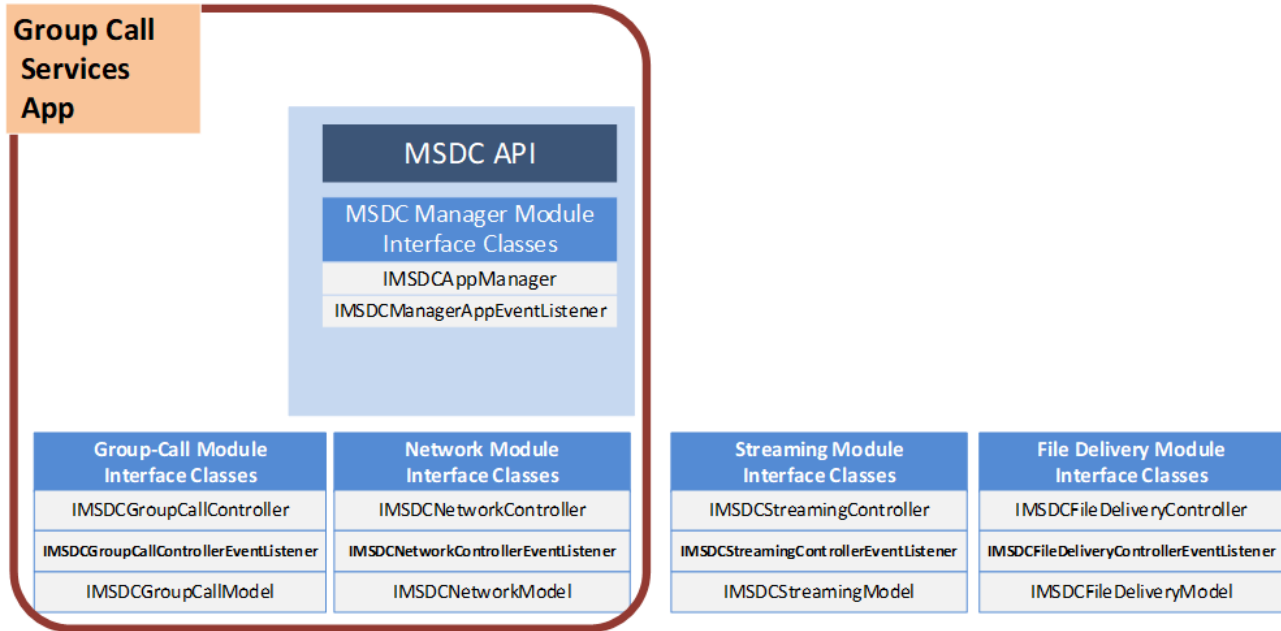 Group Call
Services
App
MSDC API
MSDC Manager Module
Interface Classes
IMSDCAppManager
IMSDCManagerAppEventListener
Group-Call Module
Interface Classes
IMSDCGroupCallController
IMSDCGroupCallControllerEventListener
IMSDCGroupCallModel
Network Module
Interface Classes
IMSDCNetworkController
IMSDCNetworkControllerEventListener
IMSDCNetworkModel
Streaming Module
Interface Classes
IMSDCStreamingController
IMSDCStreamingControllerEventListener
IMSDCStreamingModel
File Delivery Module
Interface Classes
IMSDCFileDeliveryController
IMSDCFileDeliveryControllerEventListener
IMSDCFileDeliveryModel